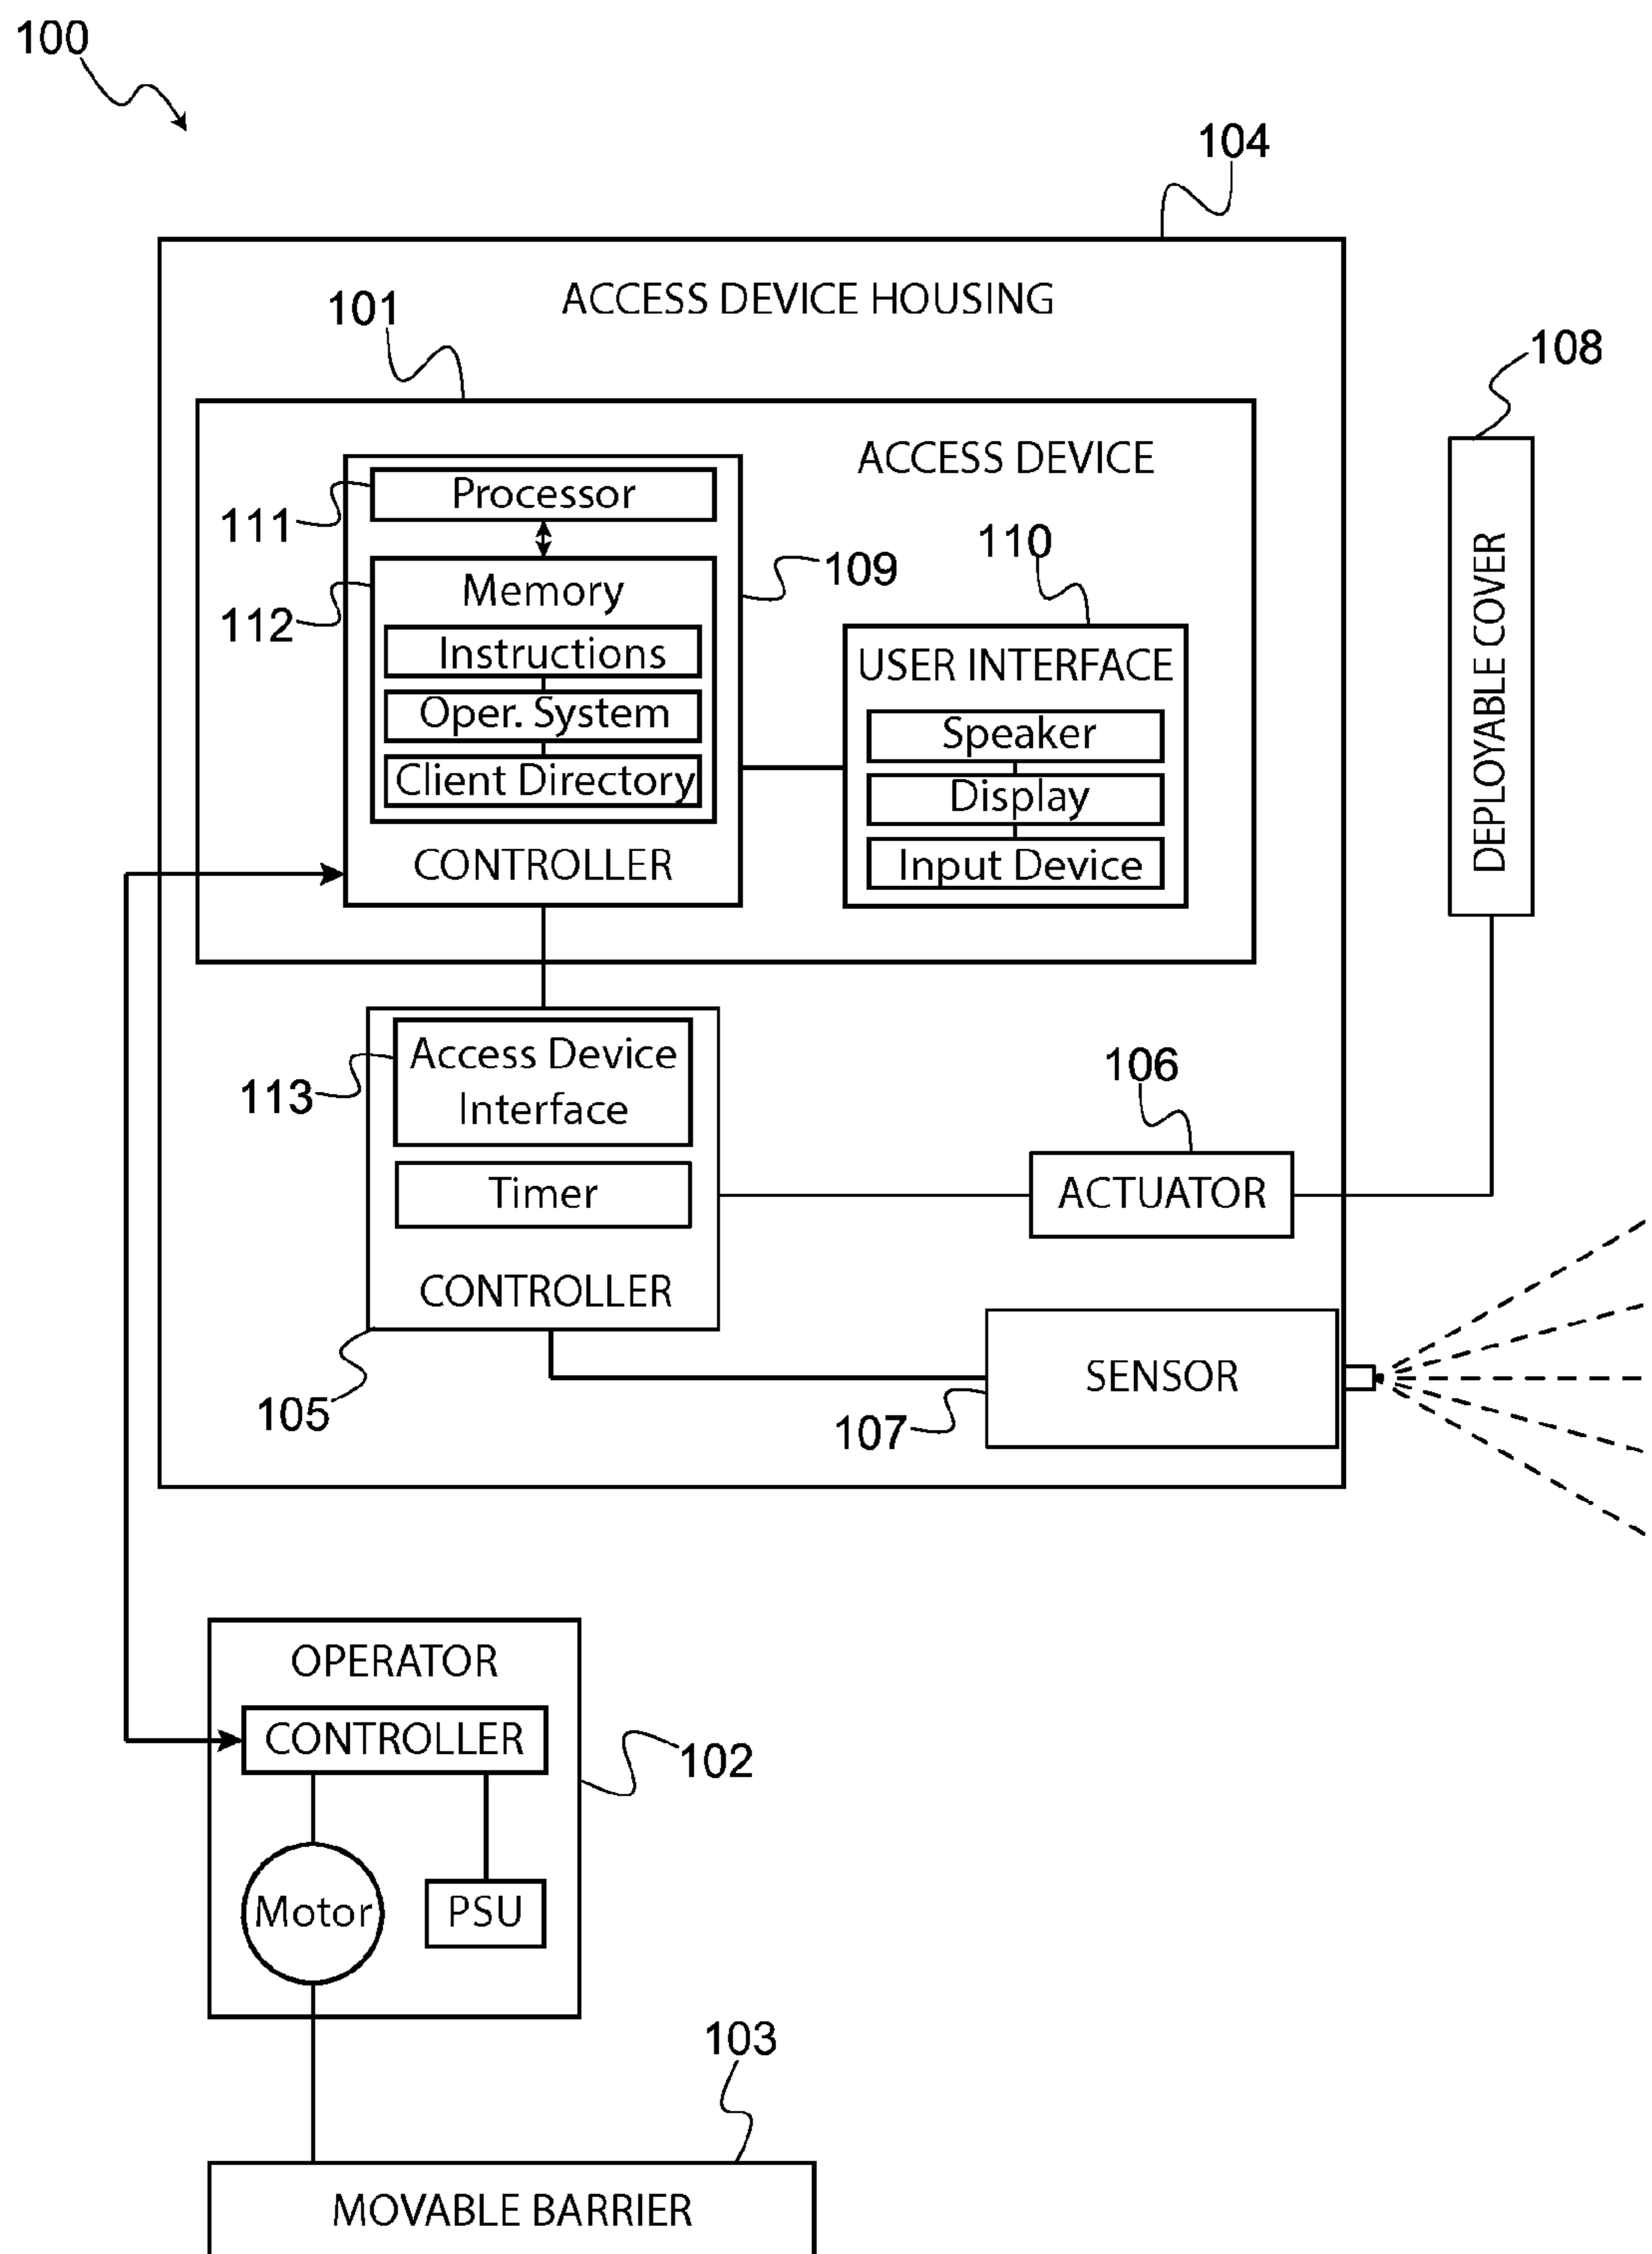 100
104
ACCESS DEVICE HOUSING
101
108
ACCESS DEVICE
Processor
111
110
109
Memory
112
Instructions
USER INTERFACE
Oper. System
Speaker
Client Directory
Display
CONTROLLER
Input Device
DEPLOYABLE COVER
Access Device
Interface
113
106
Timer
ACTUATOR
CONTROLLER
SENSOR
105
107
OPERATOR
CONTROLLER
102
Motor
PSU
103
MOVABLE BARRIER